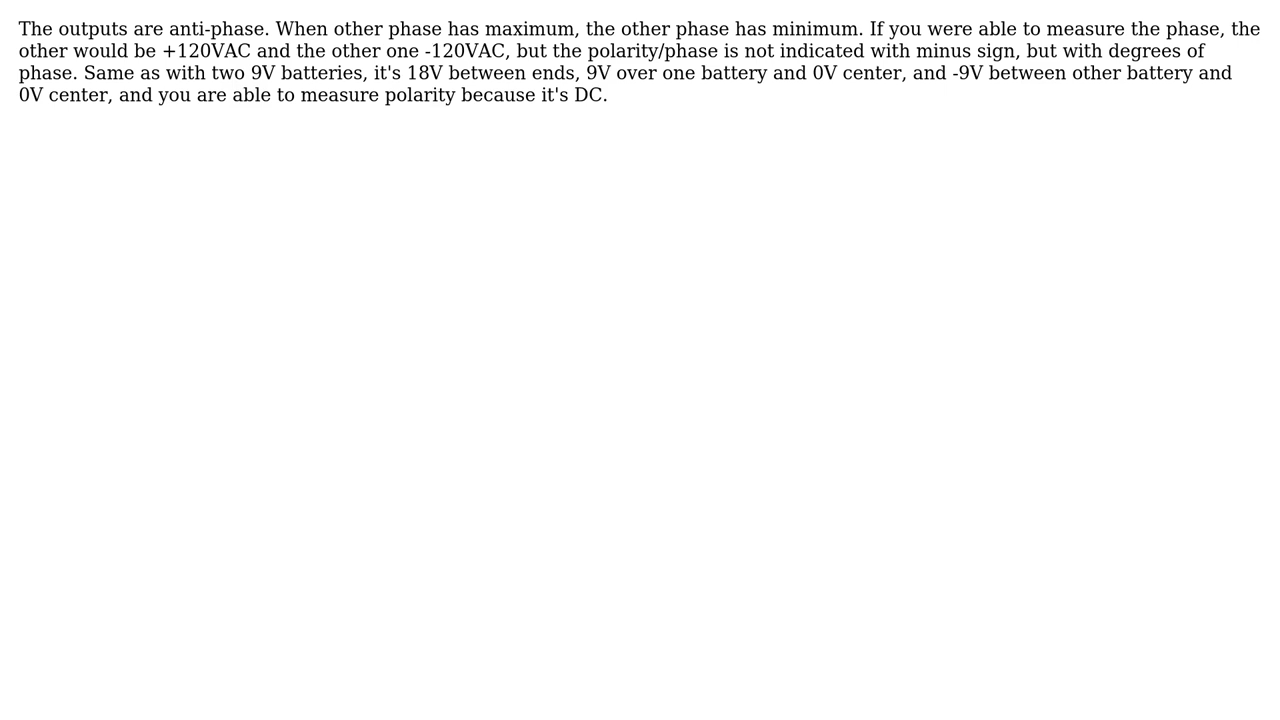 The outputs are anti-phase. When other phase has maximum, the other phase has minimum. If you were able to measure the phase, the
other would be +120VAC and the other one -120VAC, but the polarity/phase is not indicated with minus sign, but with degrees of
phase. Same as with two 9V batteries, it's 18V between ends, 9V over one battery and 0V center, and -9V between other battery and
0V center, and you are able to measure polarity because it's DC.